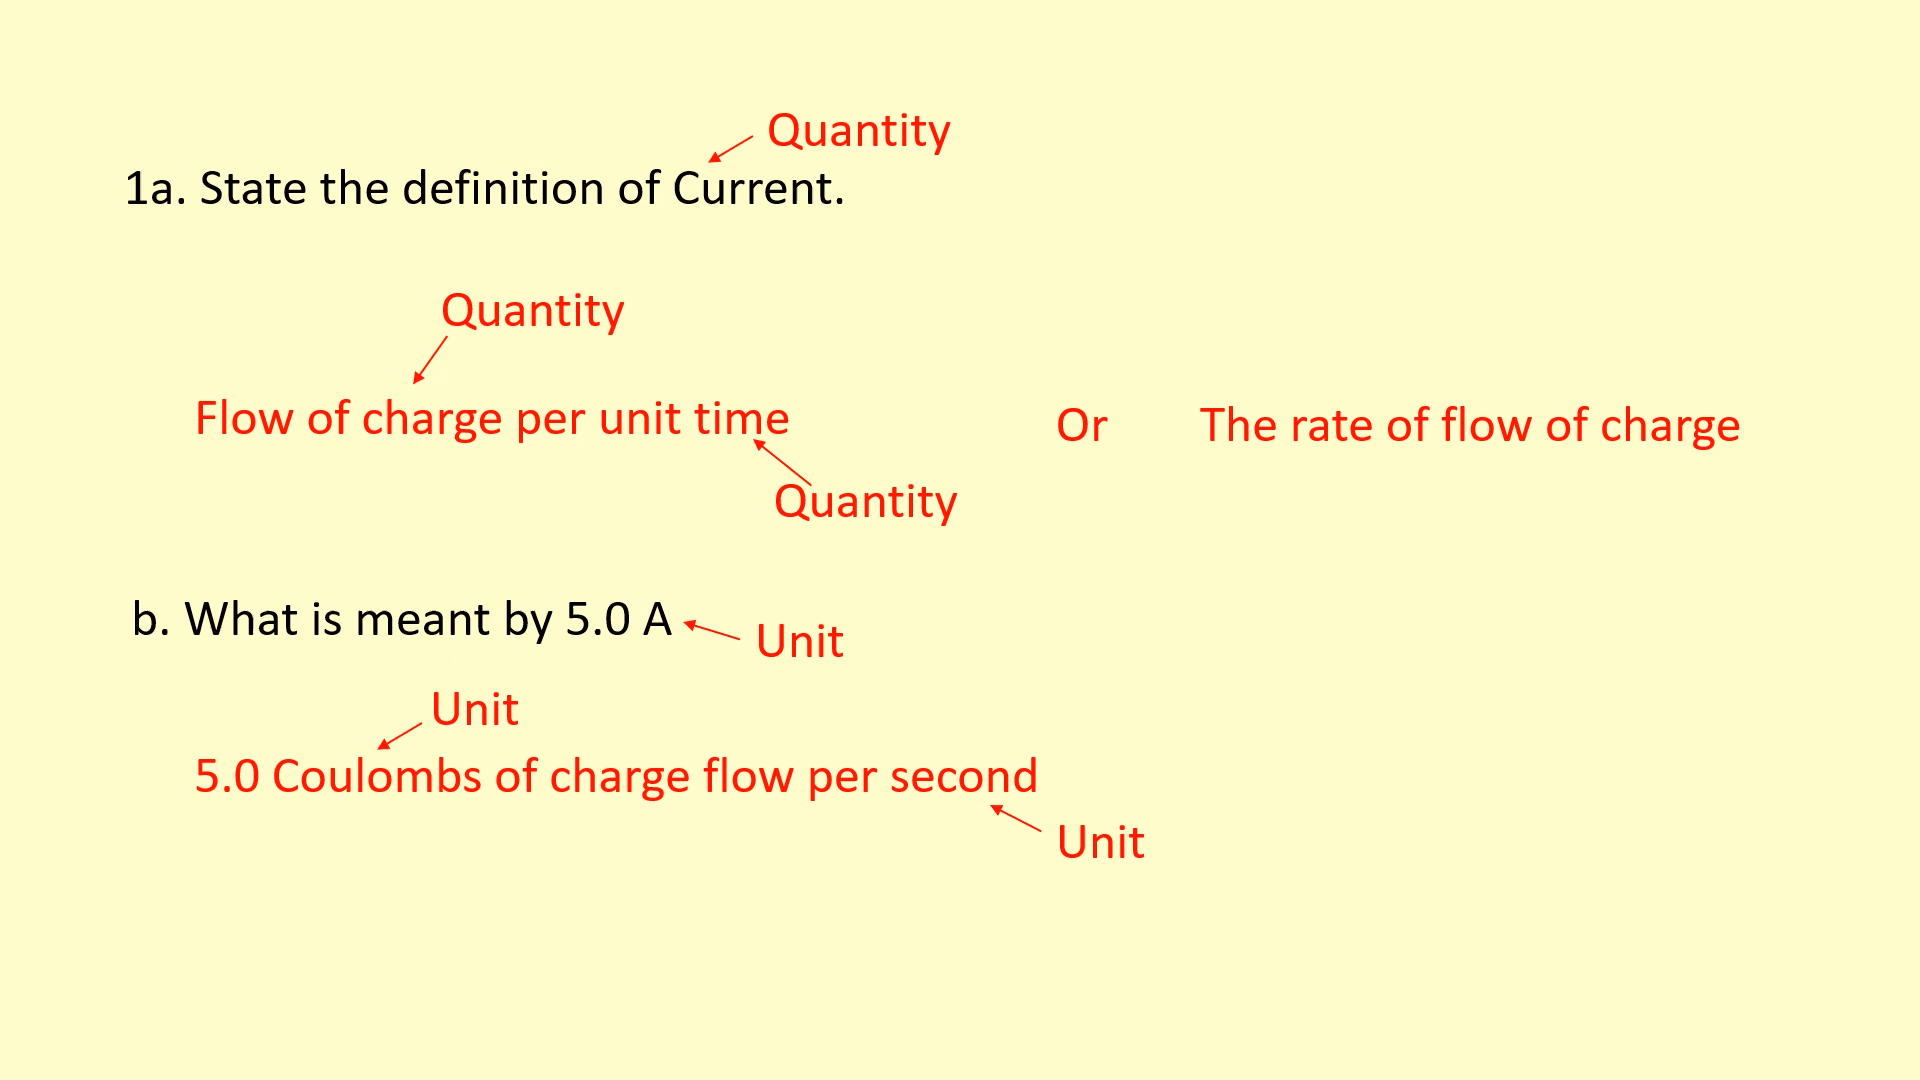 Quantity
1a. State the definition of Current.
Quantity
Flow of charge per unit time Or The rate of flow of charge
Quantity
b. What is meant by 5.0 A
Unit
Unit
5.0 Coulombs of charge flow per second
Unit